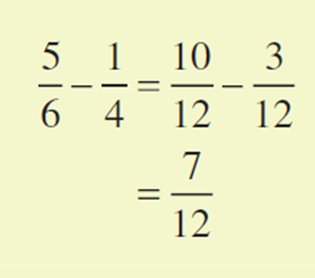 5/6 − 1/4 = 10/12 − 3/12
= 7/12